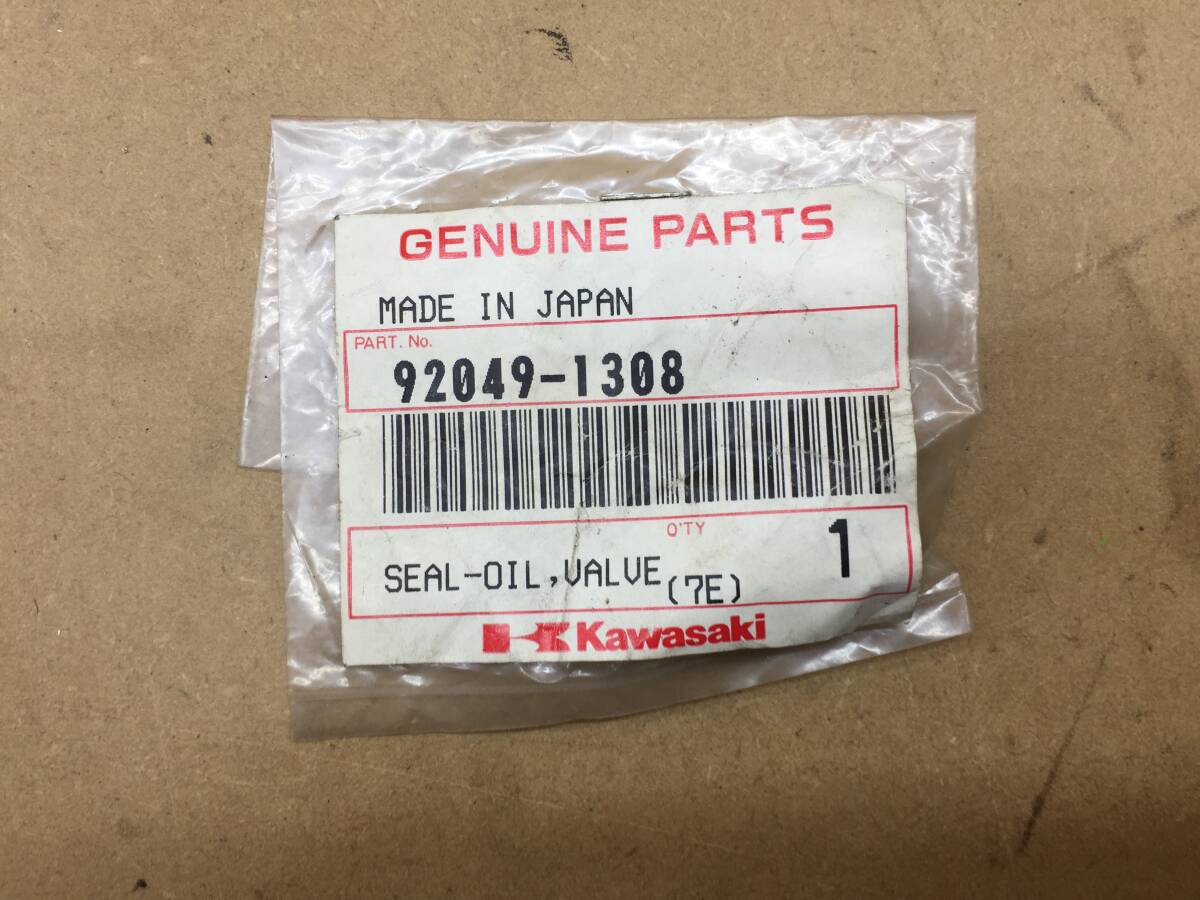 GENUINE PARTS
MADE IN JAPAN
PART. No.
92049-1308
Q'TY
1
SEAL-OIL,VALVE (7E)
Kawasaki